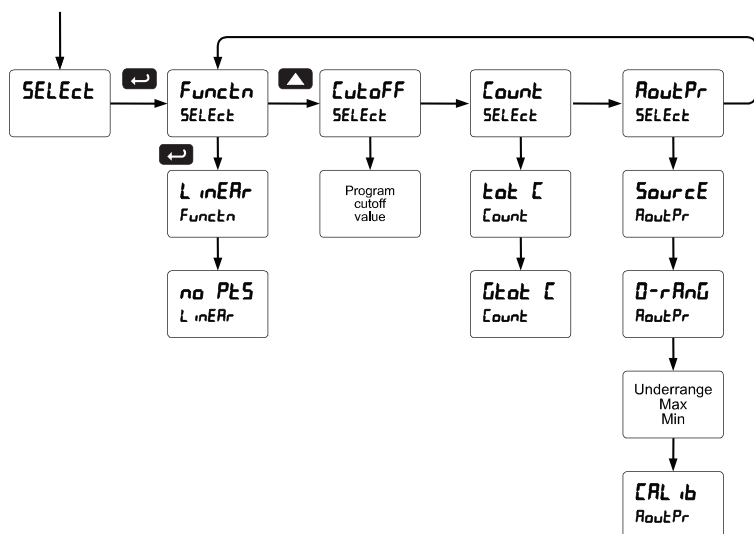 SELEct
Functn
SELEct
CutoFF
SELEct
Count
SELEct
AoutPr
SELEct
LinEAr
Functn
Program
cutoff
value
tot C
Count
SourcE
AoutPr
no PtS
LinEAr
Gtot C
Count
O-rAnG
AoutPr
Underrange
Max
Min
CALib
AoutPr